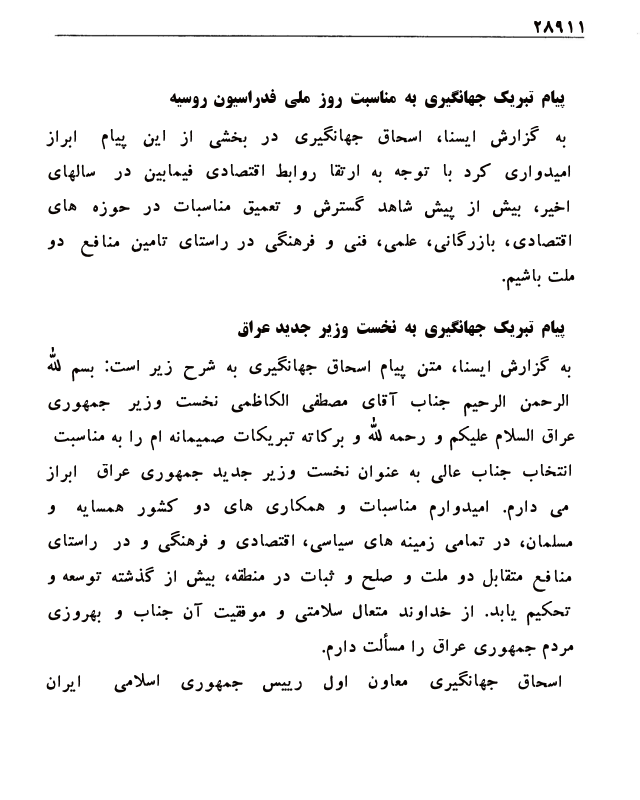 ۲۸۹۱۱
پیام تبریک جهانگیری به مناسبت روز ملی فدراسیون روسیه
به گزارش ایسنا، اسحاق جهانگیری در بخشی از این پیام ابراز
امیدواری کرد با توجه به ارتقا روابط اقتصادی فیمابین در سالهای
اخیر، بیش از پیش شاهد گسترش و تعمیق مناسبات در حوزه های
اقتصادی، بازرگانی، علمی، فنی و فرهنگی در راستای تامین منافع دو
ملت باشیم.
پیام تبریک جهانگیری به نخست وزیر جدید عراق
به گزارش ایسنا، متن پیام اسحاق جهانگیری به شرح زیر است: بسم الله
الرحمن الرحیم جناب آقای مصطفی الکاظمی نخست وزیر جمهوری
عراق السلام علیکم و رحمه الله و برکاته تبریکات صمیمانه ام را به مناسبت
انتخاب جناب عالی به عنوان نخست وزیر جدید جمهوری عراق ابراز
می دارم. امیدوارم مناسبات و همکاری های دو کشور همسایه و
مسلمان، در تمامی زمینه های سیاسی، اقتصادی و فرهنگی و در راستای
منافع متقابل دو ملت و صلح و ثبات در منطقه، بیش از گذشته توسعه و
تحکیم یابد. از خداوند متعال سلامتی و موفقیت آن جناب و بهروزی
مردم جمهوری عراق را مسألت دارم.
اسحاق جهانگیری معاون اول رییس جمهوری اسلامی ایران